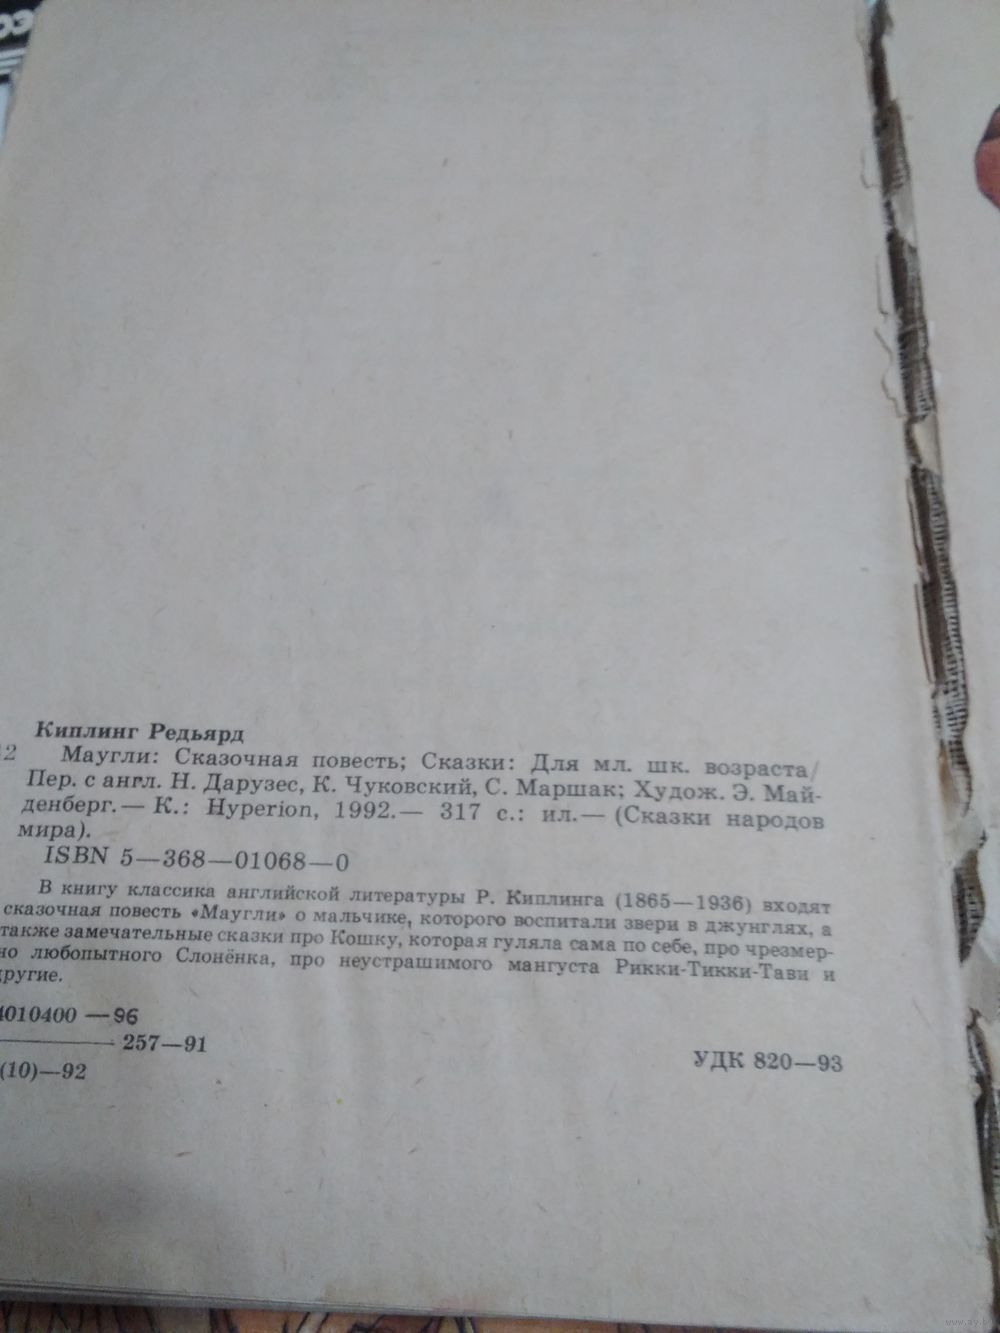 Киплинг Редьярд
Маугли: Сказочная повесть; Сказки: Для мл. шк. возраста/
Пер. с англ. Н. Дарузес, К. Чуковский, С. Маршак; Худож. Э. Май-
денберг.— К.: Hyperion, 1992.— 317 с.: ил.— (Сказки народов
мира).
ISBN 5—368—01068—0
В книгу классика английской литературы Р. Киплинга (1865—1936) входят
сказочная повесть «Маугли» о мальчике, которого воспитали звери в джунглях, а
также замечательные сказки про Кошку, которая гуляла сама по себе, про чрезмер-
но любопытного Слонёнка, про неустрашимого мангуста Рикки-Тикки-Тави и
другие.
4010400 —96
257—91
(10)—92
УДК 820—93